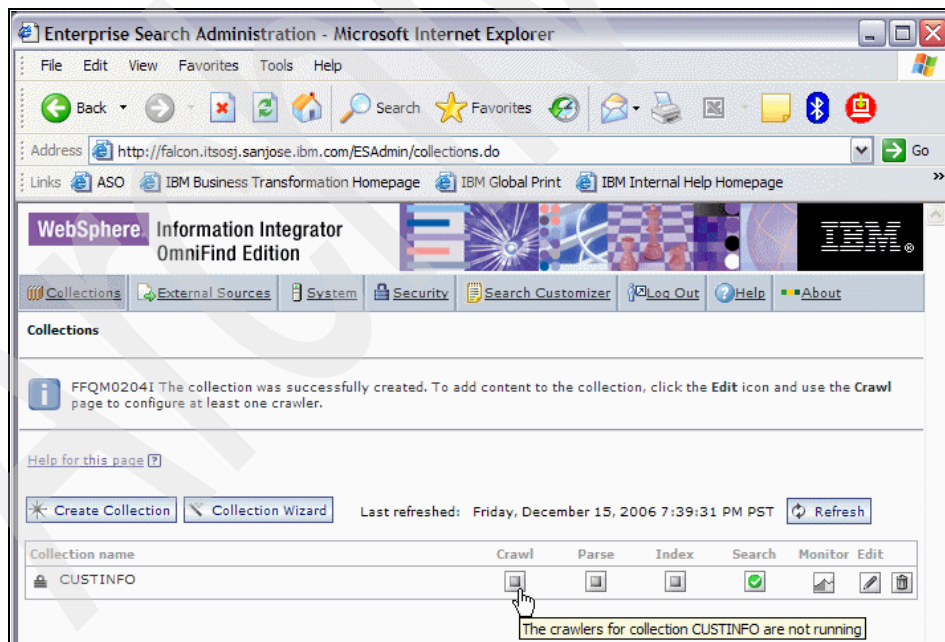 Enterprise Search Administration - Microsoft Internet Explorer
File Edit View Favorites Tools Help
Back Search Favorites
Address http://falcon.itsosj.sanjose.ibm.com/ESAdmin/collections.do Go
Links ASO IBM Business Transformation Homepage IBM Global Print IBM Internal Help Homepage »
WebSphere. Information Integrator
OmniFind Edition
IBM®
Collections External Sources System Security Search Customizer Log Out Help About
Collections
FFQM0204I The collection was successfully created. To add content to the collection, click the Edit icon and use the Crawl
page to configure at least one crawler.
Help for this page ?
Create Collection Collection Wizard Last refreshed: Friday, December 15, 2006 7:39:31 PM PST Refresh
Collection name Crawl Parse Index Search Monitor Edit
CUSTINFO
The crawlers for collection CUSTINFO are not running